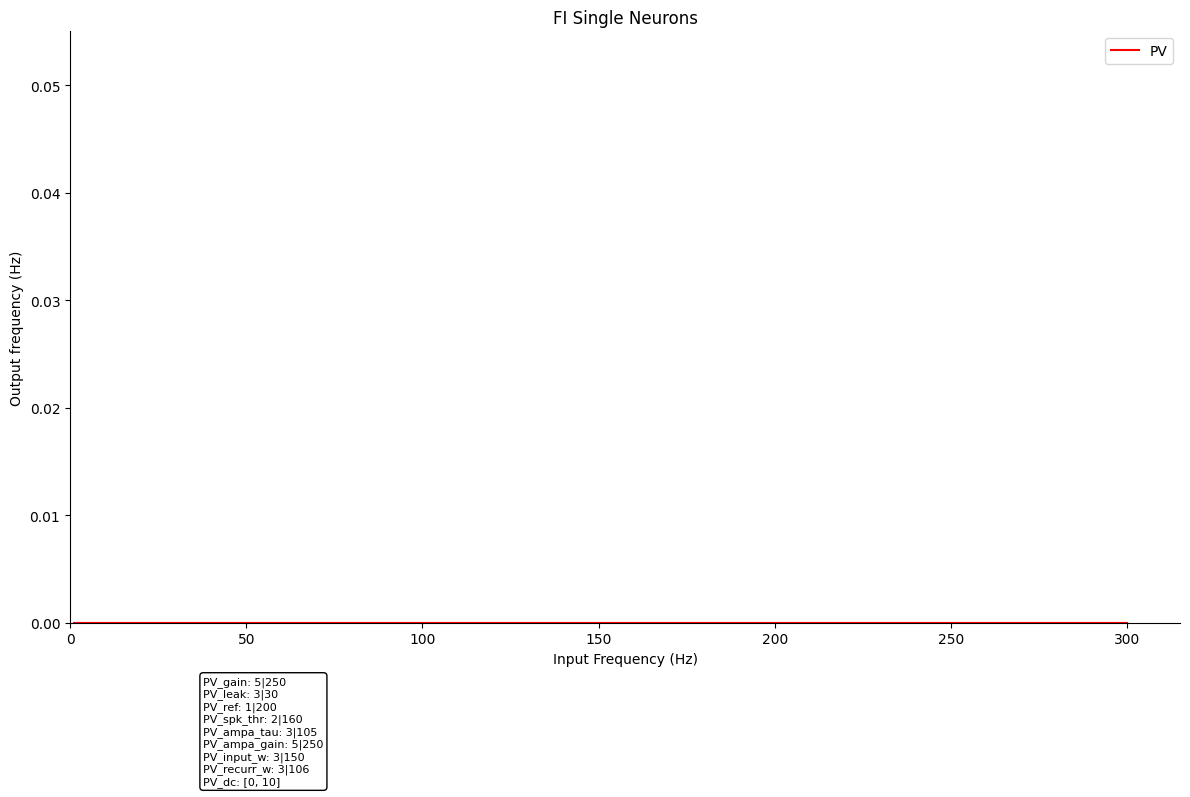 FI Single Neurons
PV
0.05
0.04
0.03
0.02
0.01
0.00
Output frequency (Hz)
0 50 100 150 200 250 300
Input Frequency (Hz)
PV_gain: 5|250
PV_leak: 3|30
PV_ref: 1|200
PV_spk_thr: 2|160
PV_ampa_tau: 3|105
PV_ampa_gain: 5|250
PV_input_w: 3|150
PV_recurr_w: 3|106
PV_dc: [0, 10]